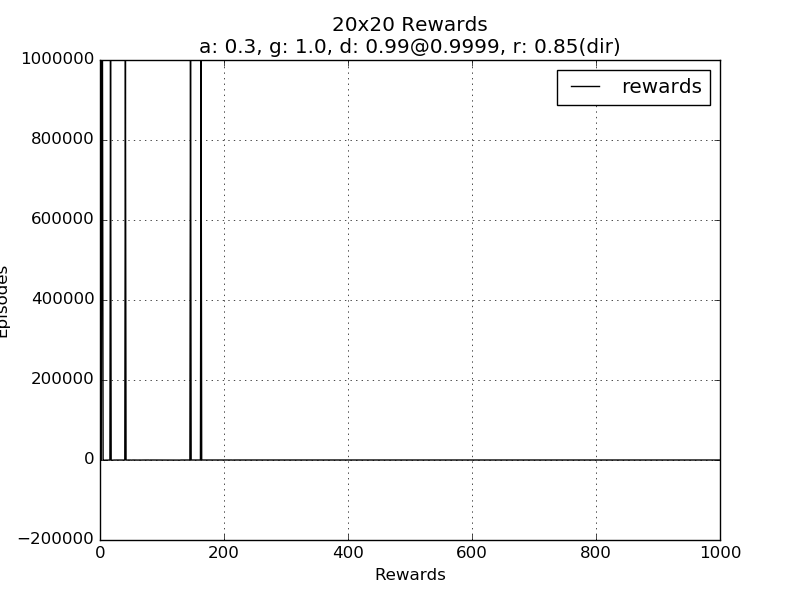 20x20 Rewards
a: 0.3, g: 1.0, d: 0.99@0.9999, r: 0.85(dir)
1000000
800000
600000
400000
200000
0
−200000
Episodes
rewards
0 200 400 600 800 1000
Rewards